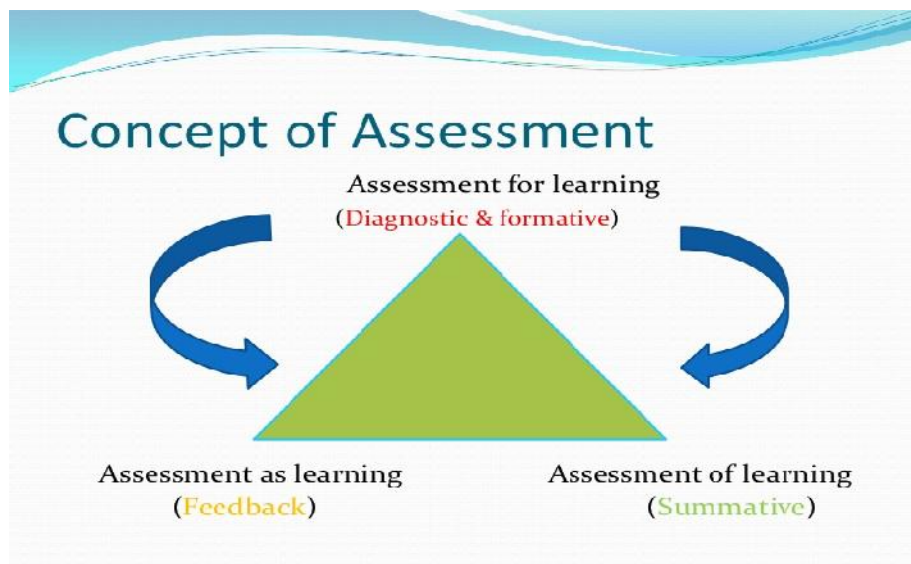 Concept of Assessment
Assessment for learning
(Diagnostic & formative)
Assessment as learning
(Feedback)
Assessment of learning
(Summative)